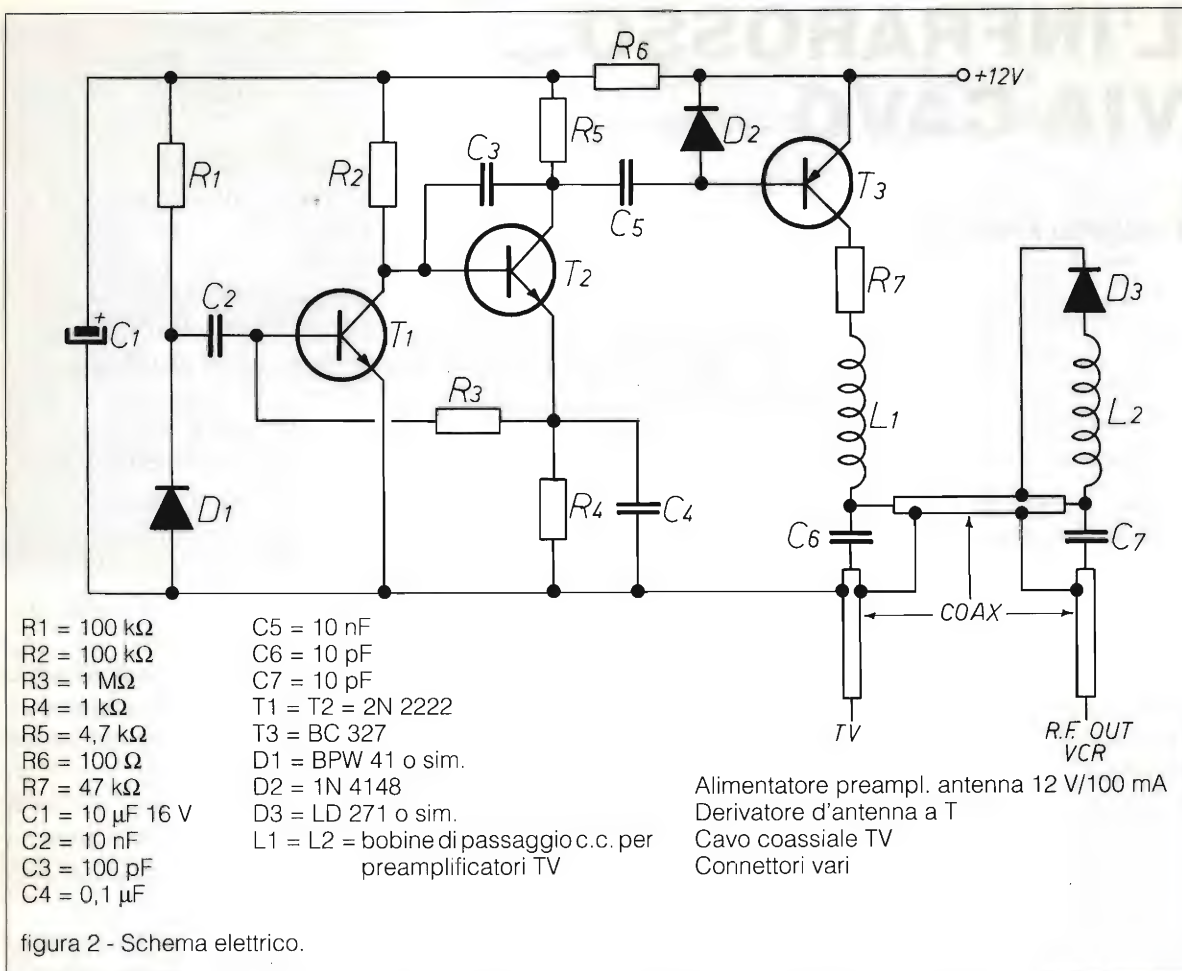 L'INFRAROSSO
VIA CAVO
R6
+12V
R1
R2
C3
R5
D2
C5
T3
C2
T2
R7
D3
+
C1
T1
R3
L1
L2
D1
R4
C4
C6
C7
COAX
TV
R.F. OUT
VCR
R1 = 100 kΩ
R2 = 100 kΩ
R3 = 1 MΩ
R4 = 1 kΩ
R5 = 4,7 kΩ
R6 = 100 Ω
R7 = 47 kΩ
C1 = 10 µF 16 V
C2 = 10 nF
C3 = 100 pF
C4 = 0,1 µF
C5 = 10 nF
C6 = 10 pF
C7 = 10 pF
T1 = T2 = 2N 2222
T3 = BC 327
D1 = BPW 41 o sim.
D2 = 1N 4148
D3 = LD 271 o sim.
L1 = L2 = bobine di passaggio c.c. per
preamplificatori TV
Alimentatore preampl. antenna 12 V/100 mA
Derivatore d'antenna a T
Cavo coassiale TV
Connettori vari
figura 2 - Schema elettrico.